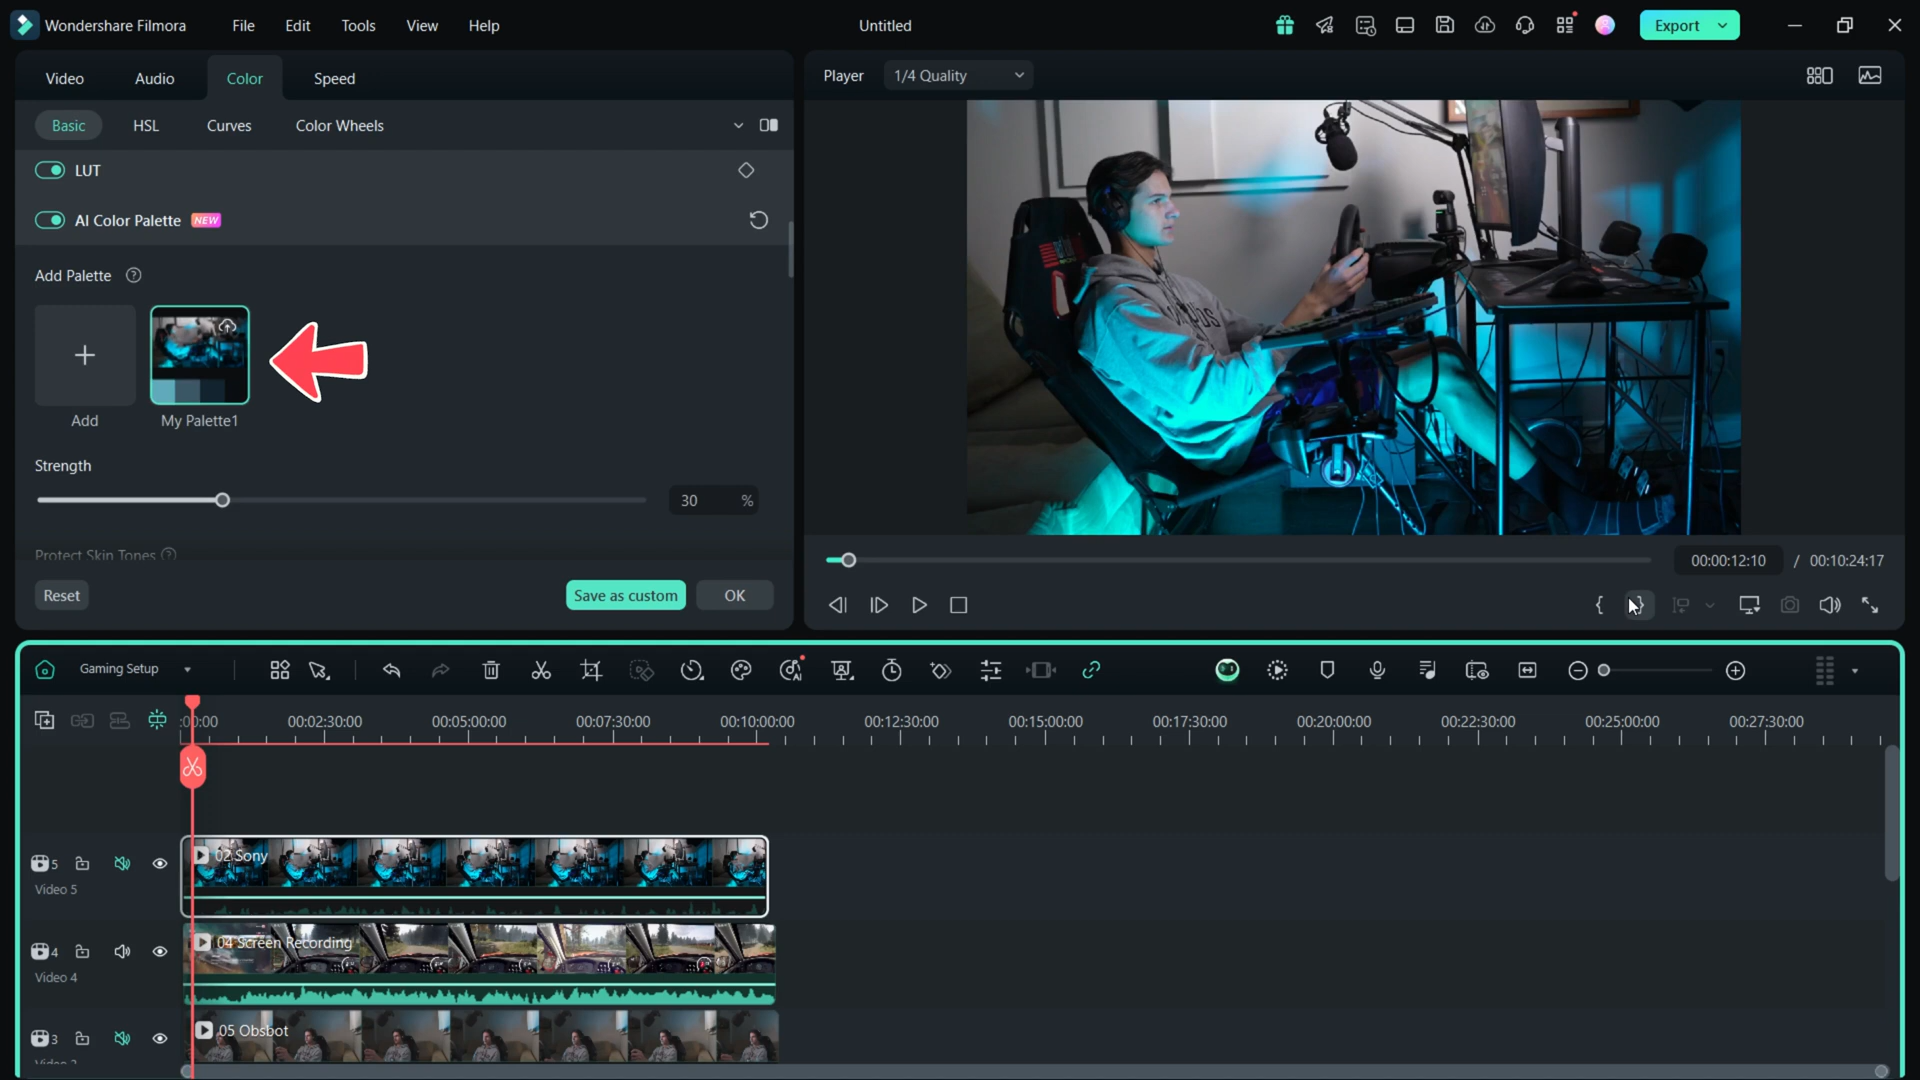 Wondershare Filmora File Edit Tools View Help Untitled Export
Video Audio Color Speed
Player 1/4 Quality
Basic HSL Curves Color Wheels
LUT
AI Color Palette NEW
Add Palette
Add My Palette1
Strength
30 %
Protect Skin Tones
00:00:12:10 / 00:10:24:17
Reset Save as custom OK
Gaming Setup
:00:00 00:02:30:00 00:05:00:00 00:07:30:00 00:10:00:00 00:12:30:00 00:15:00:00 00:17:30:00 00:20:00:00 00:22:30:00 00:25:00:00 00:27:30:00
5 02 Sony
Video 5
4 04 Screen Recording
Video 4
3 05 Obsbot